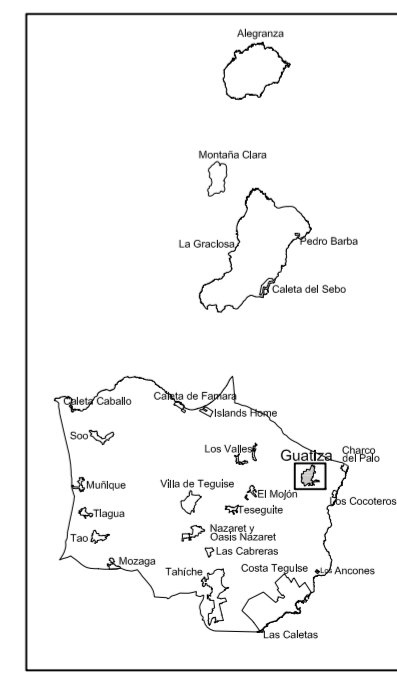 Alegranza
Montaña Clara
La Graciosa
Pedro Barba
Caleta del Sebo
Caleta Caballo
Caleta de Famara
Islands Home
Soo
Los Valles
Guatiza
Charco
del Palo
Muñique
Villa de Teguise
El Mojón
Los Cocoteros
Tiagua
Teseguite
Tao
Nazaret y
Oasis Nazaret
Las Cabreras
Mozaga
Tahíche
Costa Teguise
Los Ancones
Las Caletas